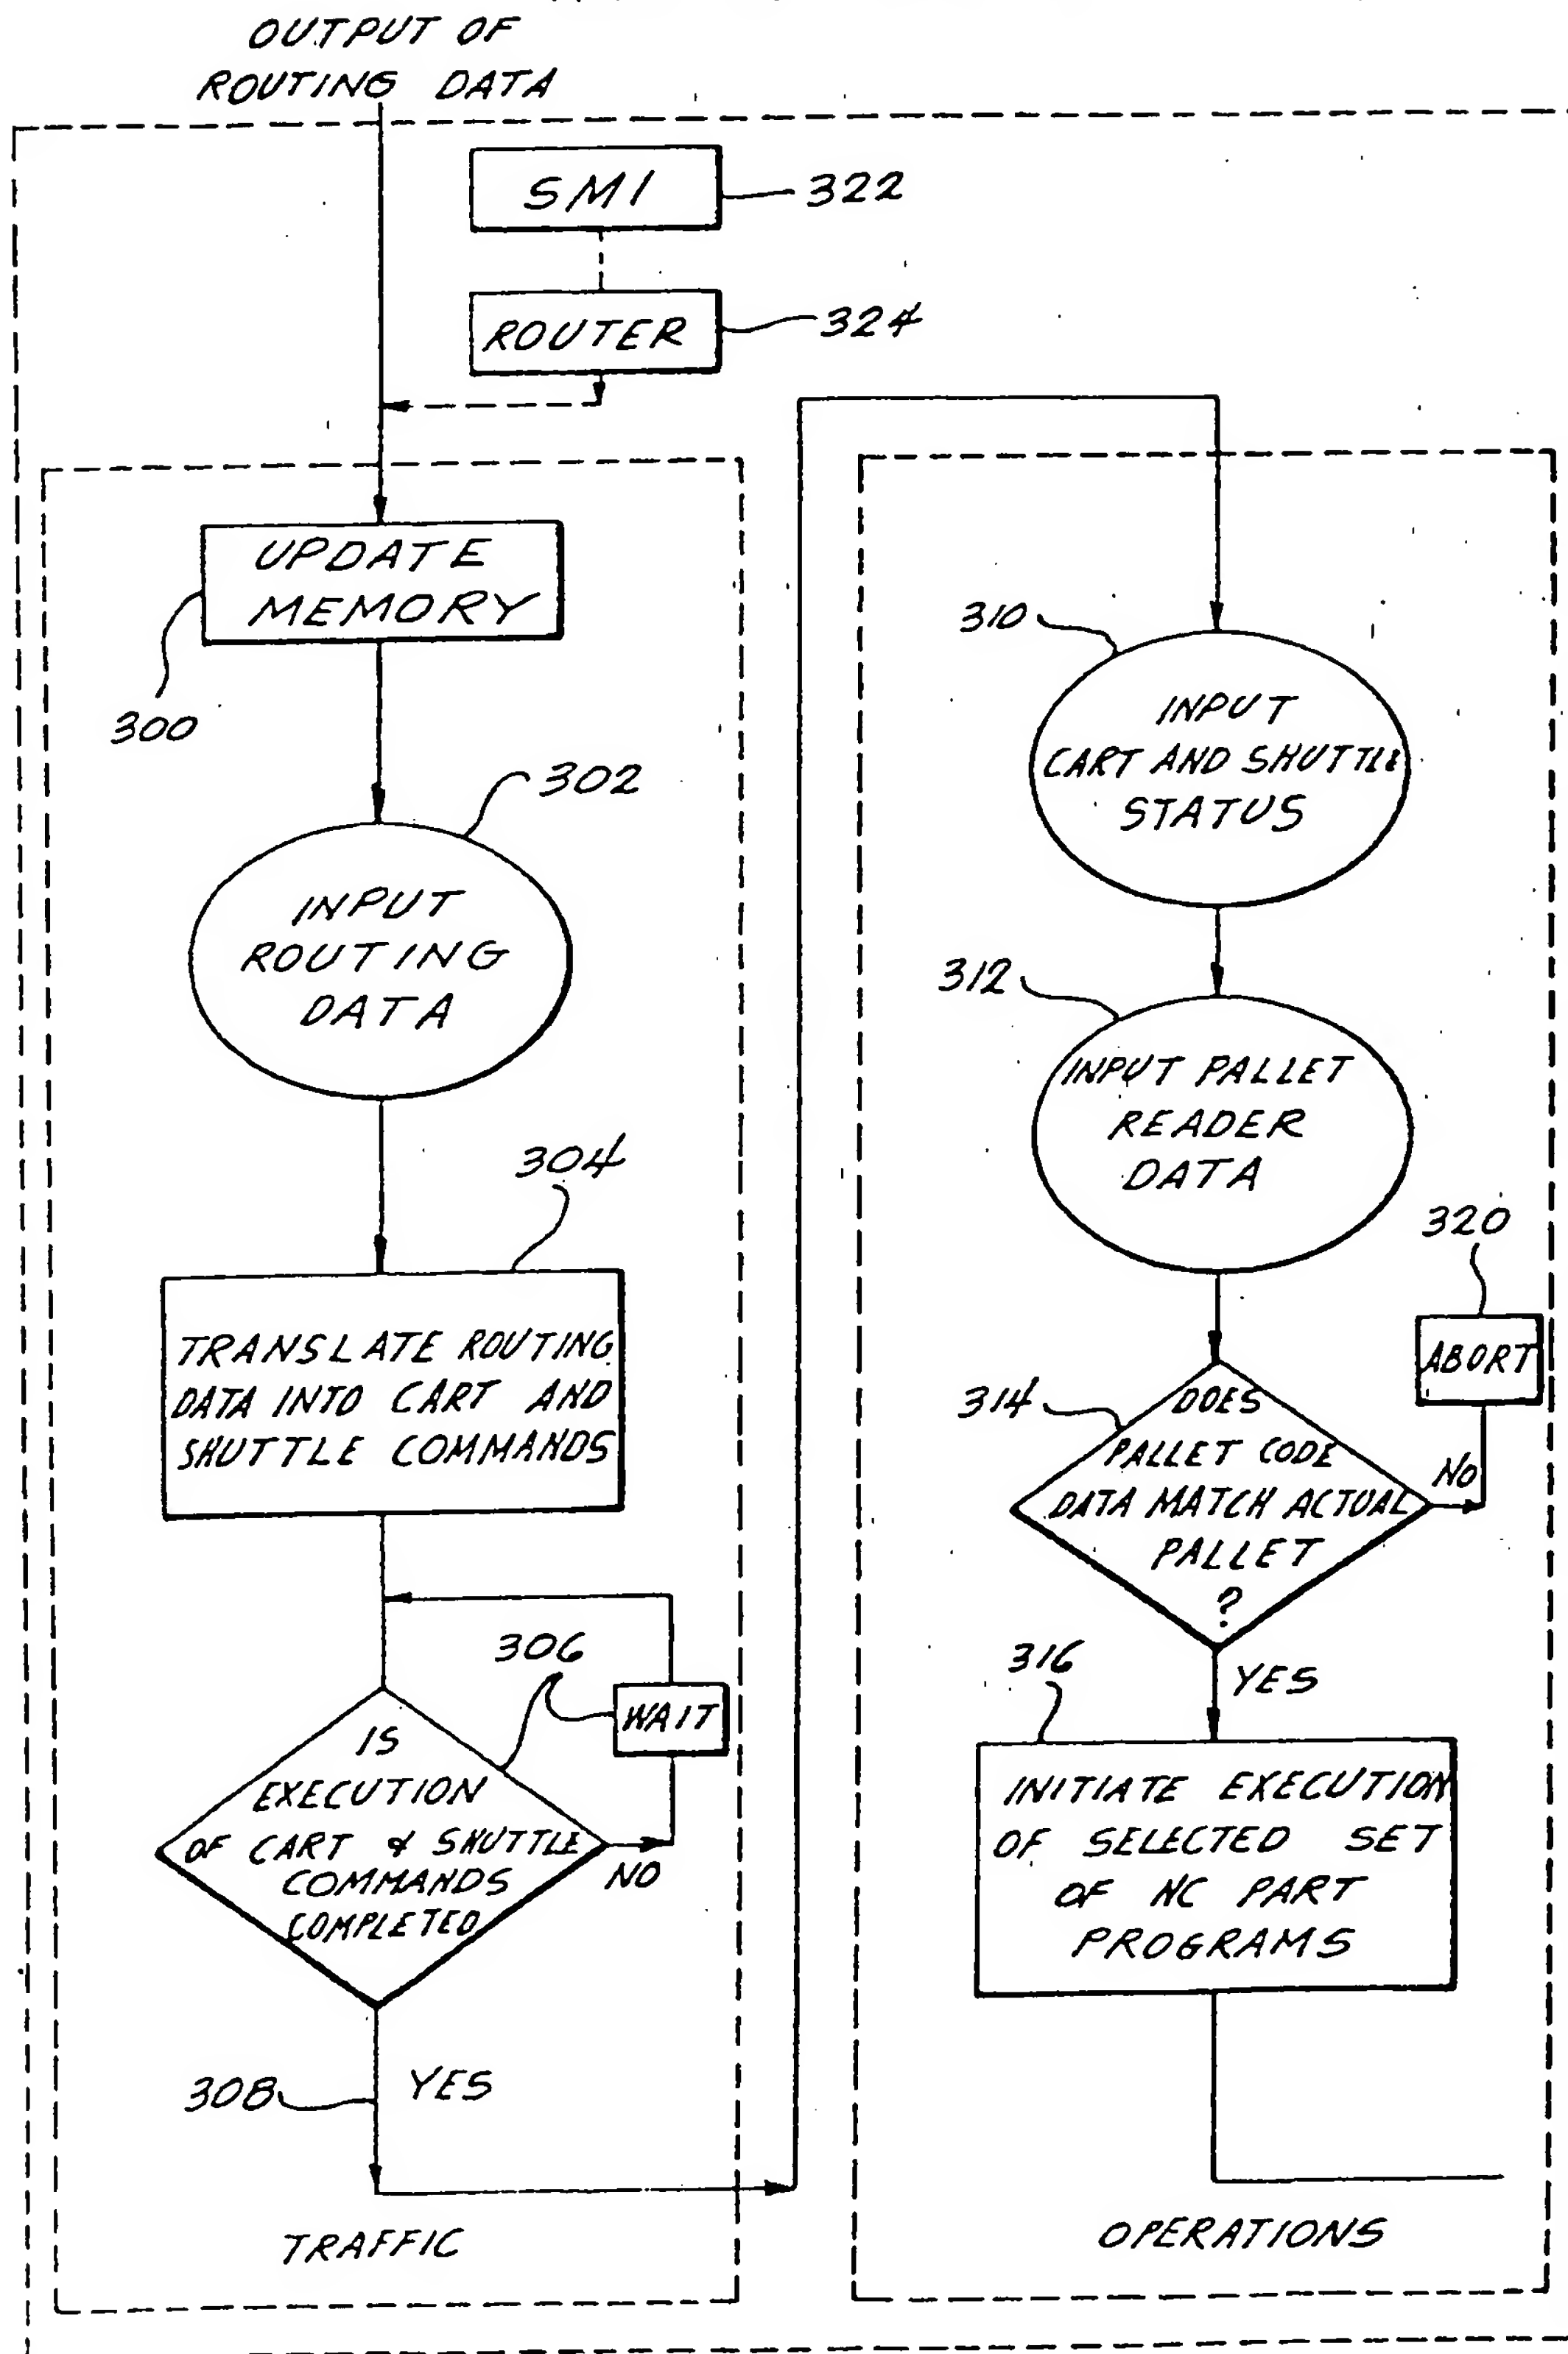 OUTPUT OF
ROUTING DATA
SMI
322
ROUTER
324
UPDATE
MEMORY
300
302
INPUT
ROUTING
DATA
304
TRANSLATE ROUTING
DATA INTO CART AND
SHUTTLE COMMANDS
306
WAIT
IS
EXECUTION
OF CART & SHUTTLE
COMMANDS
COMPLETED
NO
308
YES
TRAFFIC
310
INPUT
CART AND SHUTTLE
STATUS
312
INPUT PALLET
READER
DATA
320
ABORT
314
DOES
PALLET CODE
DATA MATCH ACTUAL
PALLET
?
NO
YES
316
INITIATE EXECUTION
OF SELECTED SET
OF NC PART
PROGRAMS
OPERATIONS